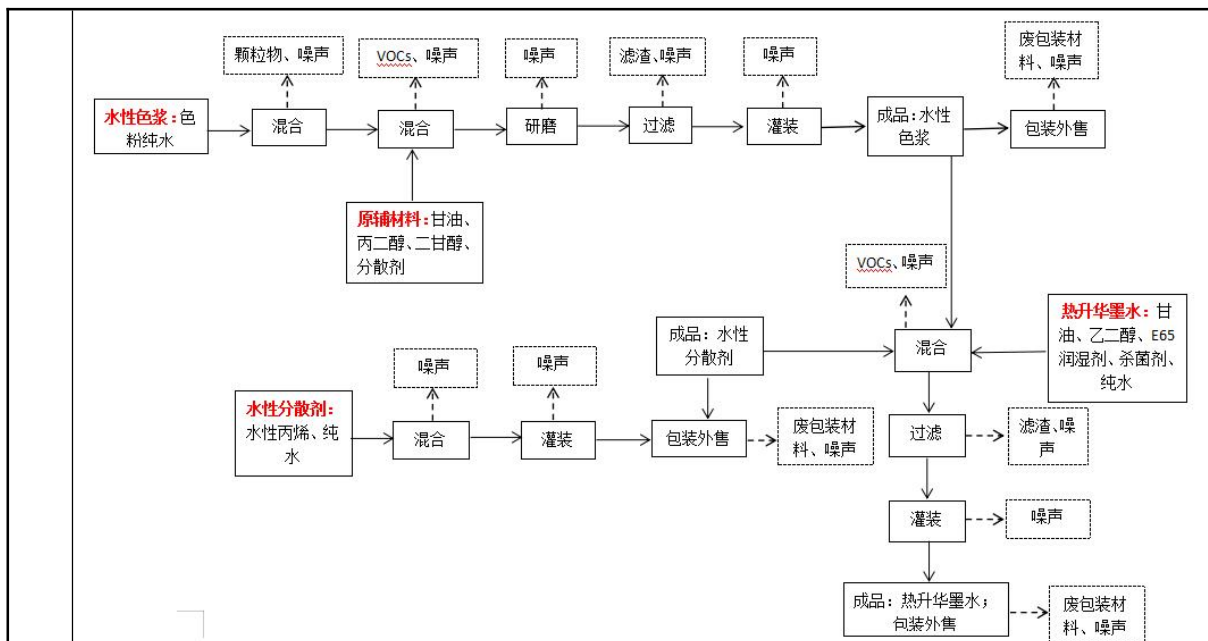 颗粒物、噪声
VOCs、噪声
噪声
滤渣、噪声
噪声
废包装材
料、噪声
水性色浆：色
粉纯水
混合
混合
研磨
过滤
灌装
成品：水性
色浆
包装外售
原辅材料：甘油、
丙二醇、二甘醇、
分散剂
VOCs、噪声
成品：水性
分散剂
混合
热升华墨水：甘
油、乙二醇、E65
润湿剂、杀菌剂、
纯水
噪声
噪声
水性分散剂：
水性丙烯、纯
水
混合
灌装
包装外售
废包装材
料、噪声
过滤
滤渣、噪
声
灌装
噪声
成品：热升华墨水；
包装外售
废包装材
料、噪声